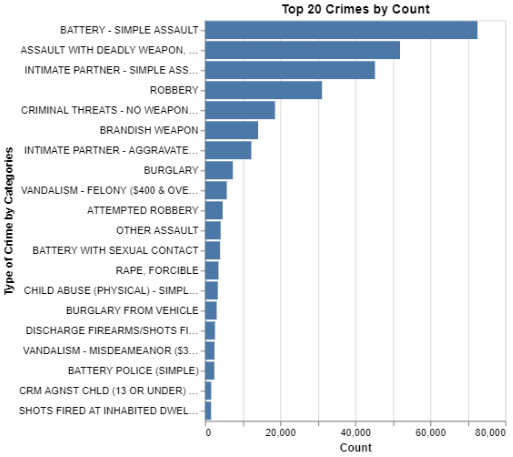 Top 20 Crimes by Count
Type of Crime by Categories
BATTERY - SIMPLE ASSAULT
ASSAULT WITH DEADLY WEAPON, …
INTIMATE PARTNER - SIMPLE ASS…
ROBBERY
CRIMINAL THREATS - NO WEAPON…
BRANDISH WEAPON
INTIMATE PARTNER - AGGRAVATE…
BURGLARY
VANDALISM - FELONY ($400 & OVE…
ATTEMPTED ROBBERY
OTHER ASSAULT
BATTERY WITH SEXUAL CONTACT
RAPE, FORCIBLE
CHILD ABUSE (PHYSICAL) - SIMPL…
BURGLARY FROM VEHICLE
DISCHARGE FIREARMS/SHOTS FI…
VANDALISM - MISDEAMEANOR ($3…
BATTERY POLICE (SIMPLE)
CRM AGNST CHLD (13 OR UNDER) …
SHOTS FIRED AT INHABITED DWEL…
0 20,000 40,000 60,000 80,000
Count